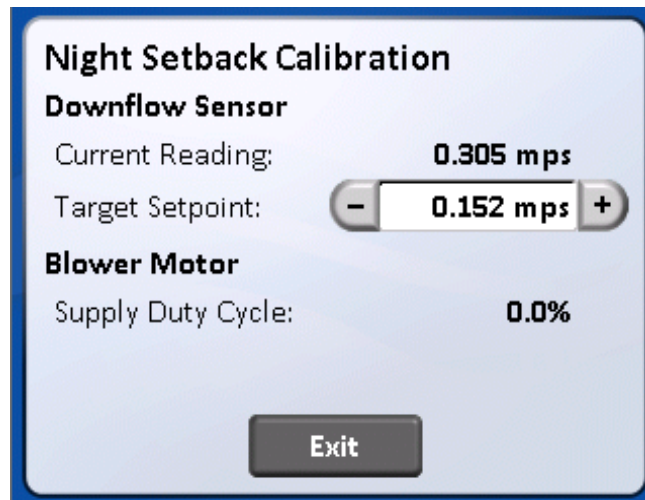 Night Setback Calibration
Downflow Sensor
Current Reading: 0.305 mps
Target Setpoint: - 0.152 mps +
Blower Motor
Supply Duty Cycle: 0.0%
Exit